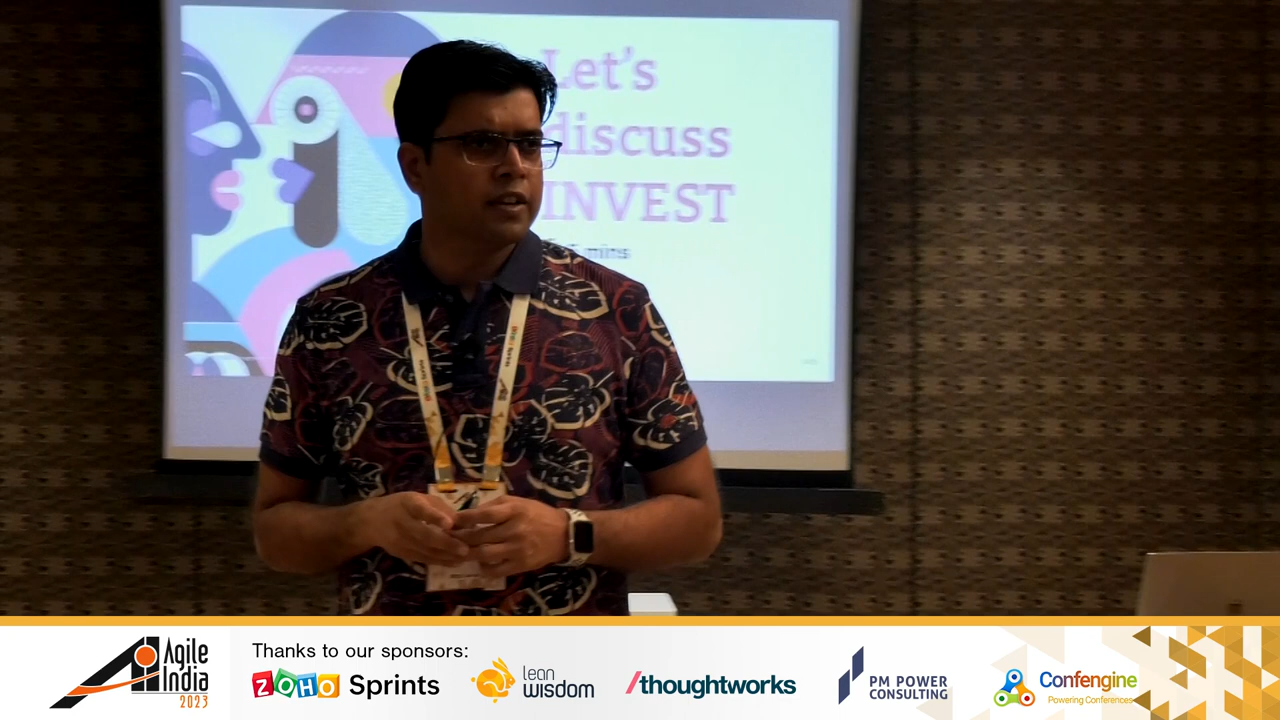 Let's
discuss
INVEST
mins
Agile
India
2023
Thanks to our sponsors:
ZOHO Sprints
lean
wisdom
/thoughtworks
PM POWER
CONSULTING
Confengine
Powering Conferences